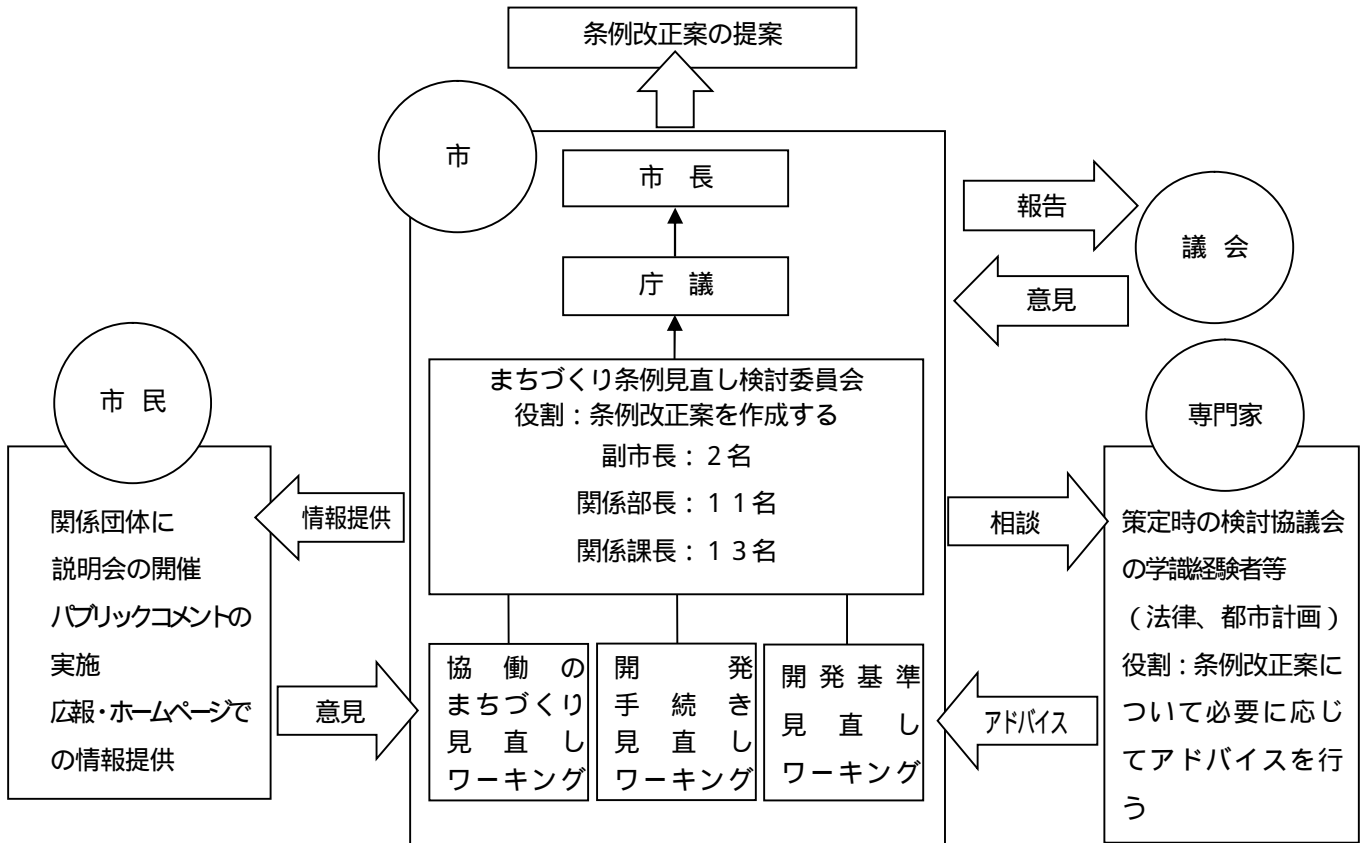 条例改正案の提案
市
市 長
庁 議
まちづくり条例見直し検討委員会
役割：条例改正案を作成する
副市長：２名
関係部長：１１名
関係課長：１３名
協働の
まちづくり
見直し
ワーキング
開発
手続き
見直し
ワーキング
開発基準
見直し
ワーキング
報告
意見
議 会
市 民
関係団体に
説明会の開催
パブリックコメントの
実施
広報・ホームページで
の情報提供
情報提供
意見
相談
アドバイス
専門家
策定時の検討協議会
の学識経験者等
（法律、都市計画）
役割：条例改正案に
ついて必要に応じ
てアドバイスを行
う